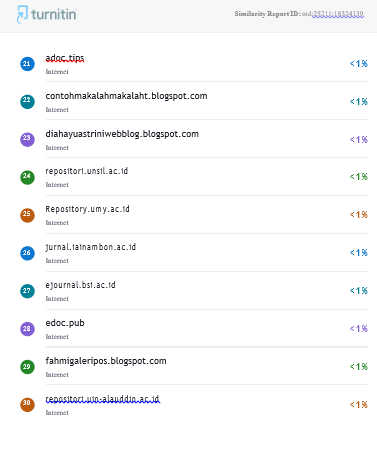 turnitin
Similarity Report ID: oid:25211:18324139
21 adoc.tips <1%
Internet
22 contohmakalahmakalaht.blogspot.com <1%
Internet
23 diahayuastriniwebblog.blogspot.com <1%
Internet
24 repositori.unsil.ac.id <1%
Internet
25 Repository.umy.ac.id <1%
Internet
26 jurnal.iainambon.ac.id <1%
Internet
27 ejournal.bsi.ac.id <1%
Internet
28 edoc.pub <1%
Internet
29 fahmigaleripos.blogspot.com <1%
Internet
30 repositori.uin-alauddin.ac.id <1%
Internet